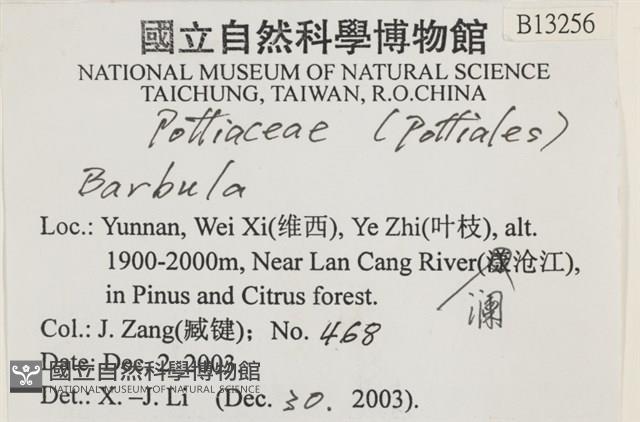 B13256
國立自然科學博物館
NATIONAL MUSEUM OF NATURAL SCIENCE
TAICHUNG, TAIWAN, R.O.CHINA
Pottiaceae (Pottiales)
Barbula
Loc.: Yunnan, Wei Xi(维西), Ye Zhi(叶枝), alt.
1900-2000m, Near Lan Cang River(沧江),
澜
in Pinus and Citrus forest.
Col.: J. Zang(臧键); No. 468
Date: Dec. 2, 2003
國立自然科學博物館
NATIONAL MUSEUM OF NATURAL SCIENCE
Det.: X. –J. Li (Dec. 30. 2003).